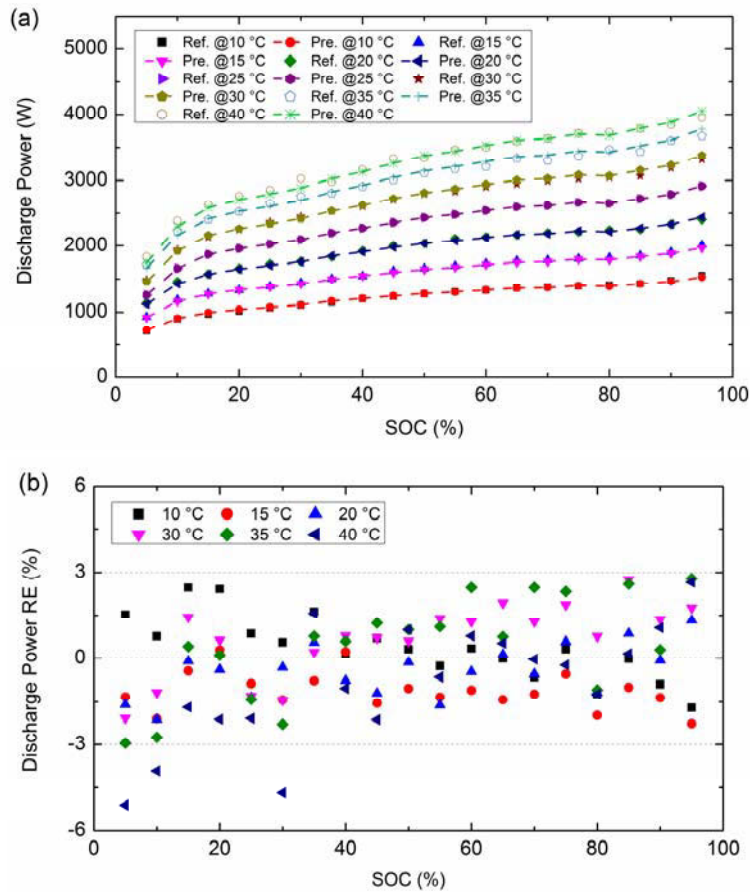 (a)
5000
4000
3000
2000
1000
0
Discharge Power (W)
Ref. @10 °C Pre. @10 °C Ref. @15 °C
Pre. @15 °C Ref. @20 °C Pre. @20 °C
Ref. @25 °C Pre. @25 °C Ref. @30 °C
Pre. @30 °C Ref. @35 °C Pre. @35 °C
Ref. @40 °C Pre. @40 °C
0 20 40 60 80 100
SOC (%)
(b)
6
3
0
-3
-6
Discharge Power RE (%)
10 °C 15 °C 20 °C
30 °C 35 °C 40 °C
0 20 40 60 80 100
SOC (%)